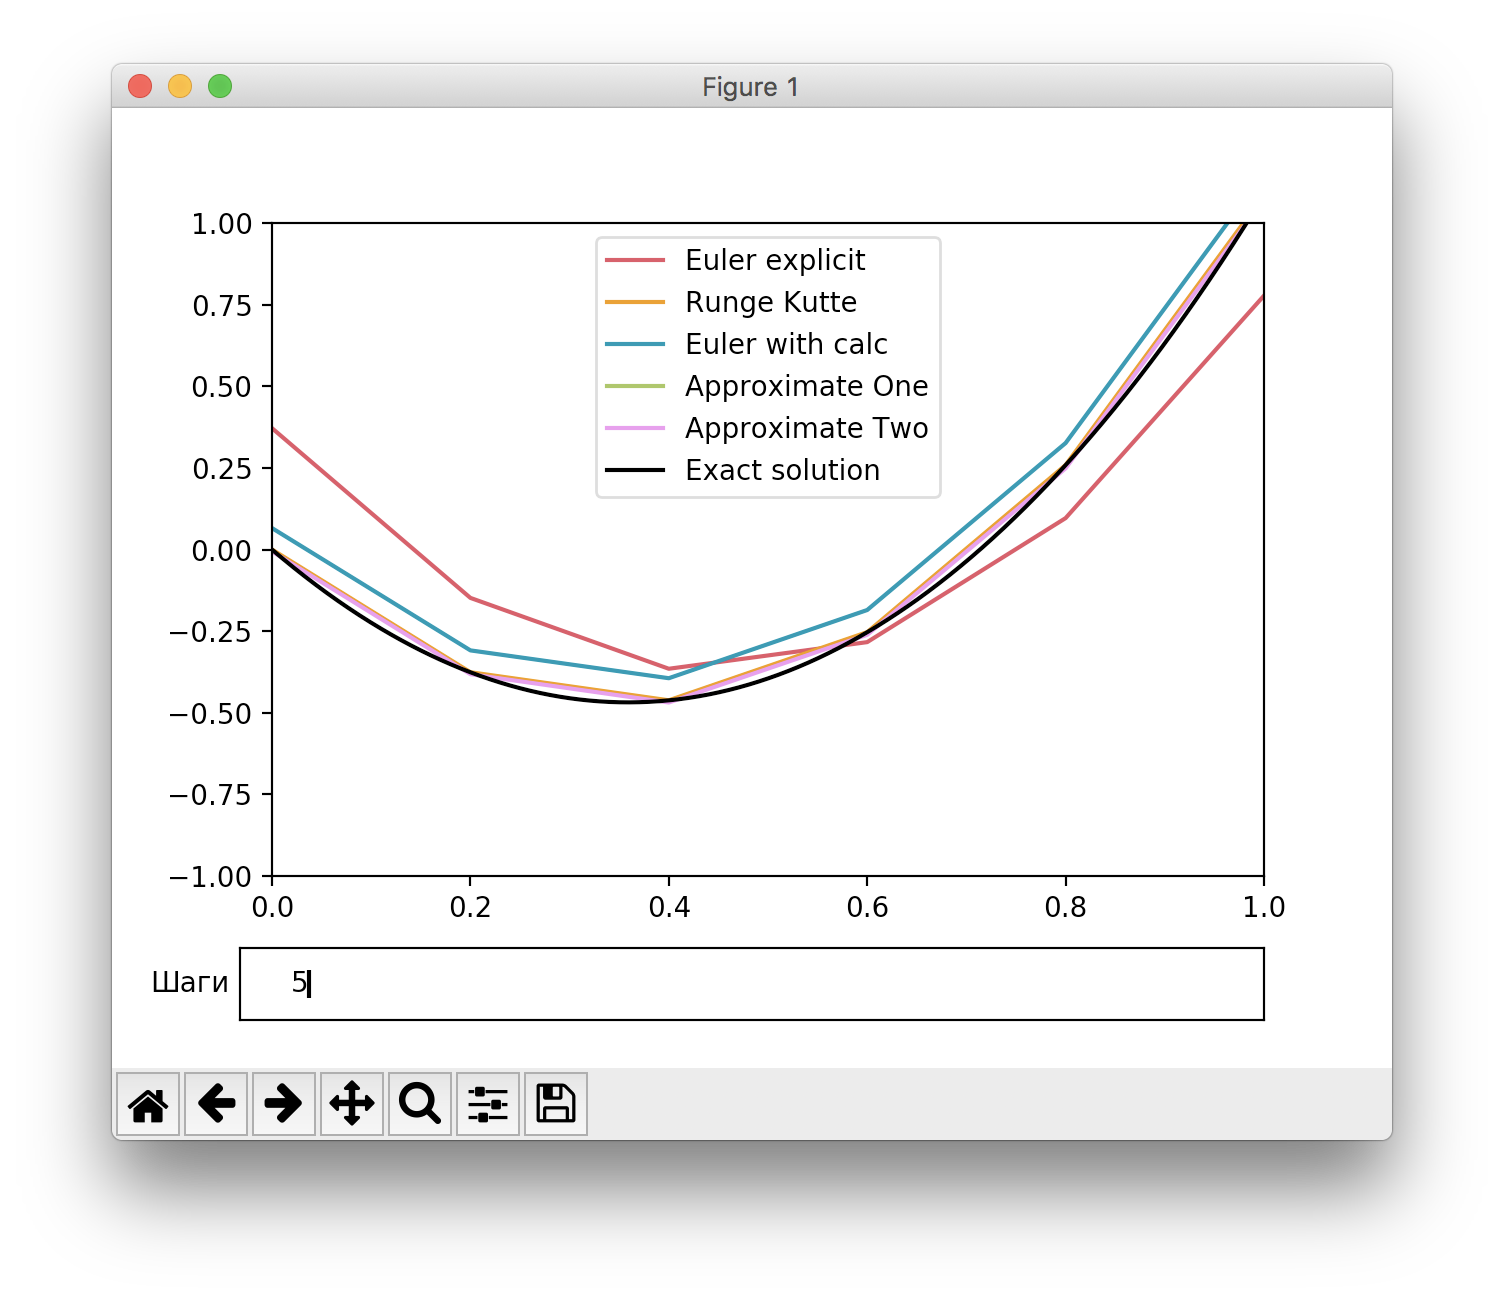 Figure 1
1.00
0.75
0.50
0.25
0.00
−0.25
−0.50
−0.75
−1.00
Euler explicit
Runge Kutte
Euler with calc
Approximate One
Approximate Two
Exact solution
0.0 0.2 0.4 0.6 0.8 1.0
Шаги 5